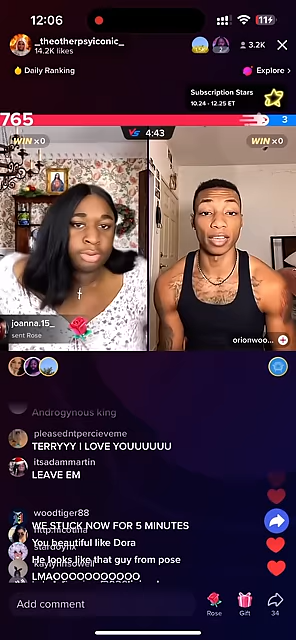 12:06
11
_theotherpsyiconic_
14.2K likes
3.2K
Daily Ranking
Explore >
Subscription Stars
10.24 - 12.25 ET
765
VS 4:43
3
WIN x0
WIN x0
joanna.15_
sent Rose
orionwoo...
Androgynous king
pleasedntpercieveme
TERRYYY I LOVE YOUUUUUU
itsadammartin
LEAVE EM
woodtiger88
WE STUCK NOW FOR 5 MINUTES
You beautiful like Dora
He looks like that guy from pose
LMAOOOOOOOOOO
Add comment
Rose
Gift